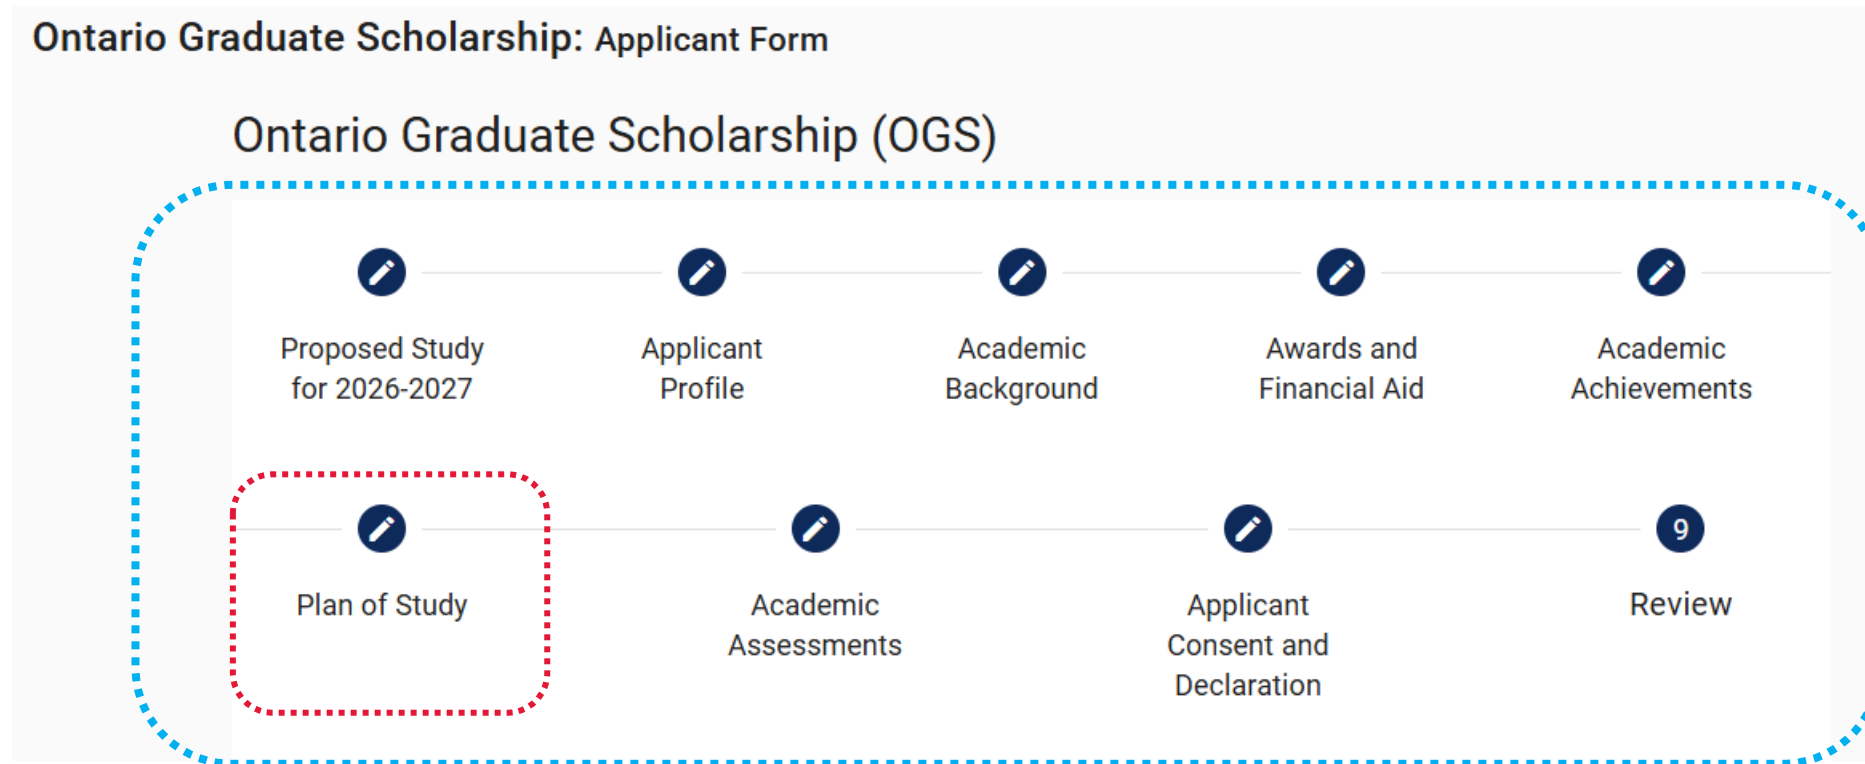 Ontario Graduate Scholarship: Applicant Form
Ontario Graduate Scholarship (OGS)
Proposed Study
for 2026-2027
Applicant
Profile
Academic
Background
Awards and
Financial Aid
Academic
Achievements
Plan of Study
Academic
Assessments
Applicant
Consent and
Declaration
9
Review